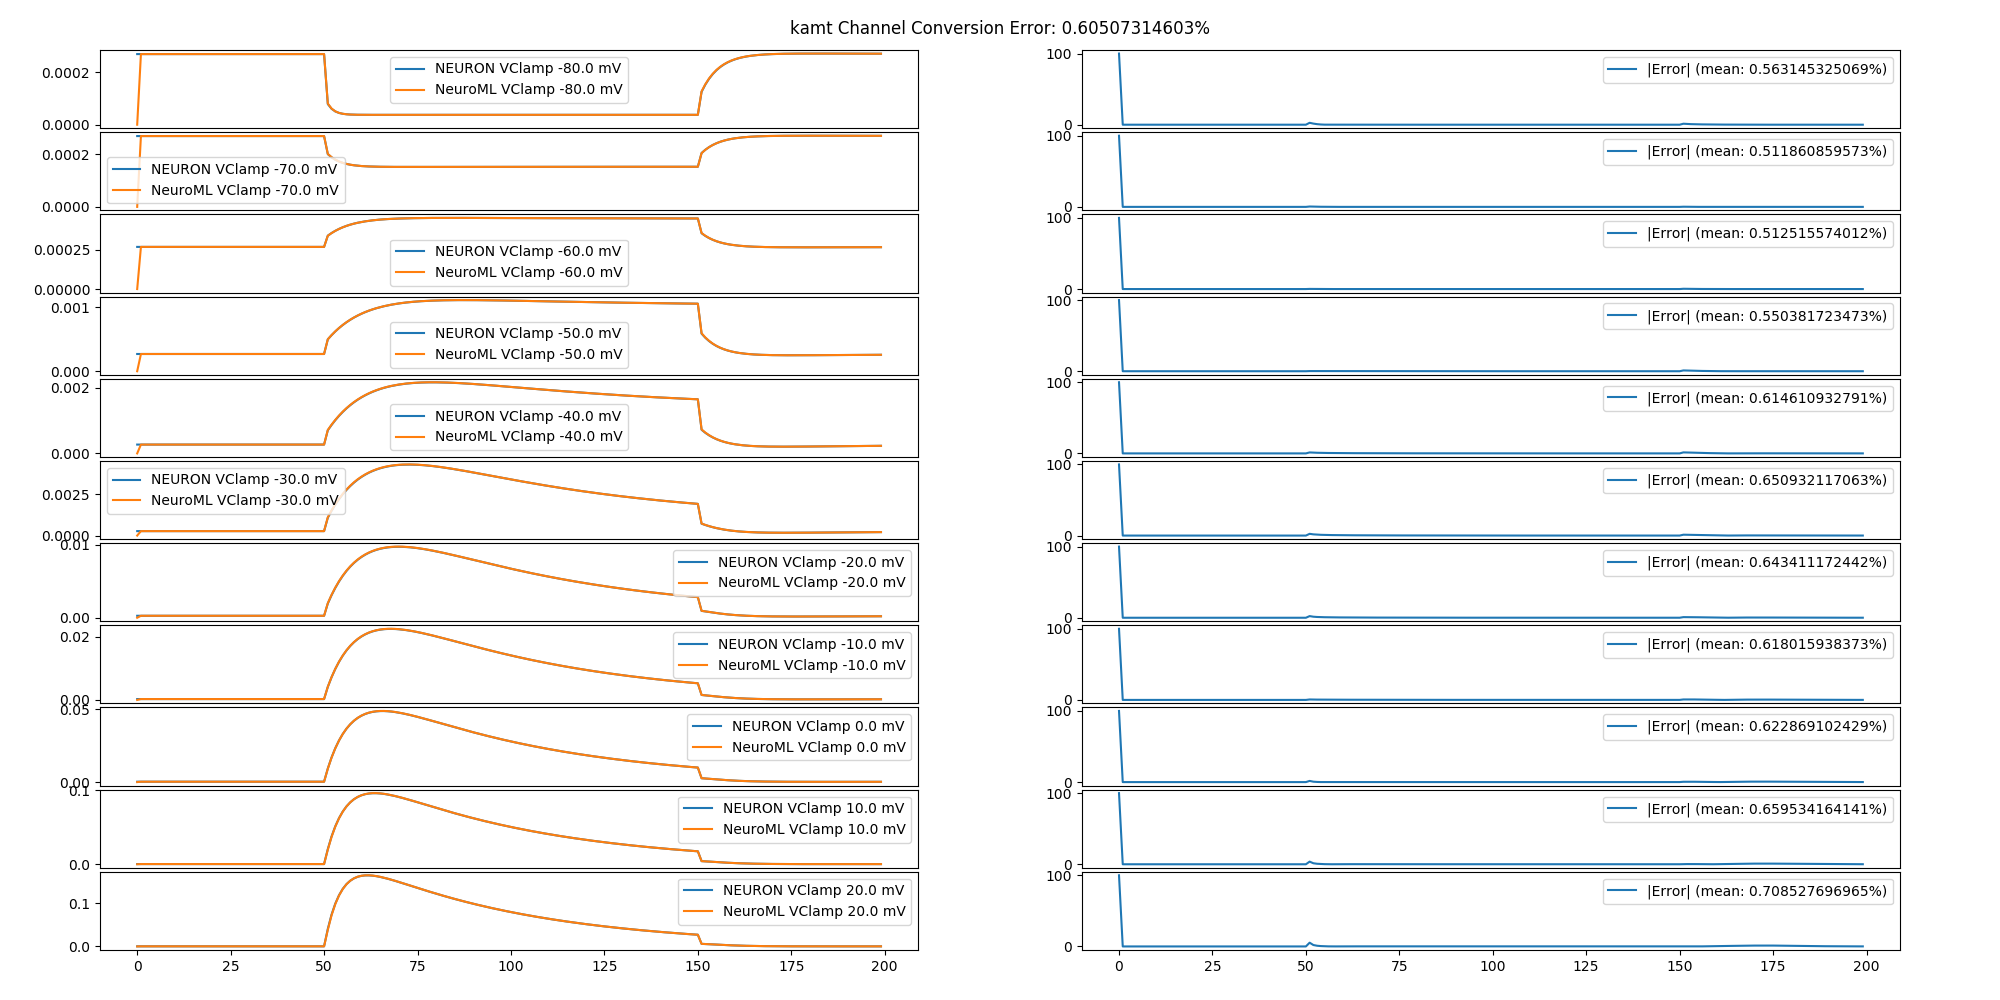 kamt Channel Conversion Error: 0.60507314603%
0.0002
0.0000
NEURON VClamp -80.0 mV
NeuroML VClamp -80.0 mV
100
0
|Error| (mean: 0.563145325069%)
0.0002
0.0000
NEURON VClamp -70.0 mV
NeuroML VClamp -70.0 mV
100
0
|Error| (mean: 0.511860859573%)
0.00025
0.00000
NEURON VClamp -60.0 mV
NeuroML VClamp -60.0 mV
100
0
|Error| (mean: 0.512515574012%)
0.001
0.000
NEURON VClamp -50.0 mV
NeuroML VClamp -50.0 mV
100
0
|Error| (mean: 0.550381723473%)
0.002
0.000
NEURON VClamp -40.0 mV
NeuroML VClamp -40.0 mV
100
0
|Error| (mean: 0.614610932791%)
0.0025
0.0000
NEURON VClamp -30.0 mV
NeuroML VClamp -30.0 mV
100
0
|Error| (mean: 0.650932117063%)
0.01
0.00
NEURON VClamp -20.0 mV
NeuroML VClamp -20.0 mV
100
0
|Error| (mean: 0.643411172442%)
0.02
0.00
NEURON VClamp -10.0 mV
NeuroML VClamp -10.0 mV
100
0
|Error| (mean: 0.618015938373%)
0.05
0.00
NEURON VClamp 0.0 mV
NeuroML VClamp 0.0 mV
100
0
|Error| (mean: 0.622869102429%)
0.1
0.0
NEURON VClamp 10.0 mV
NeuroML VClamp 10.0 mV
100
0
|Error| (mean: 0.659534164141%)
0.1
0.0
NEURON VClamp 20.0 mV
NeuroML VClamp 20.0 mV
100
0
|Error| (mean: 0.708527696965%)
0 25 50 75 100 125 150 175 200
0 25 50 75 100 125 150 175 200